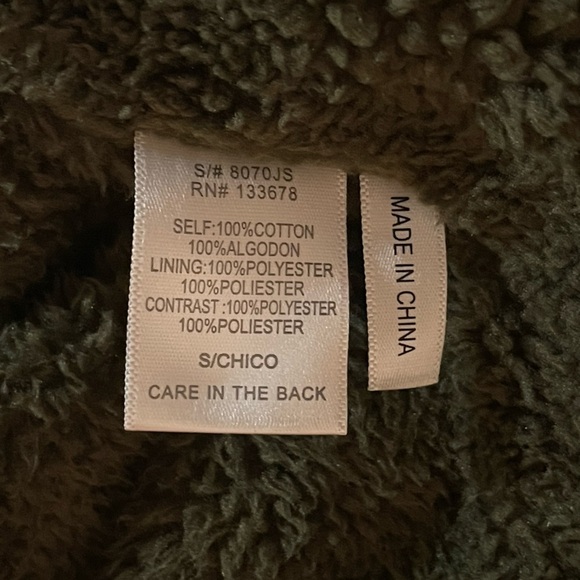 S/# 8070JS
RN# 133678
SELF:100%COTTON
100%ALGODON
LINING:100%POLYESTER
100%POLIESTER
CONTRAST :100%POLYESTER
100%POLIESTER
S/CHICO
CARE IN THE BACK
MADE IN CHINA